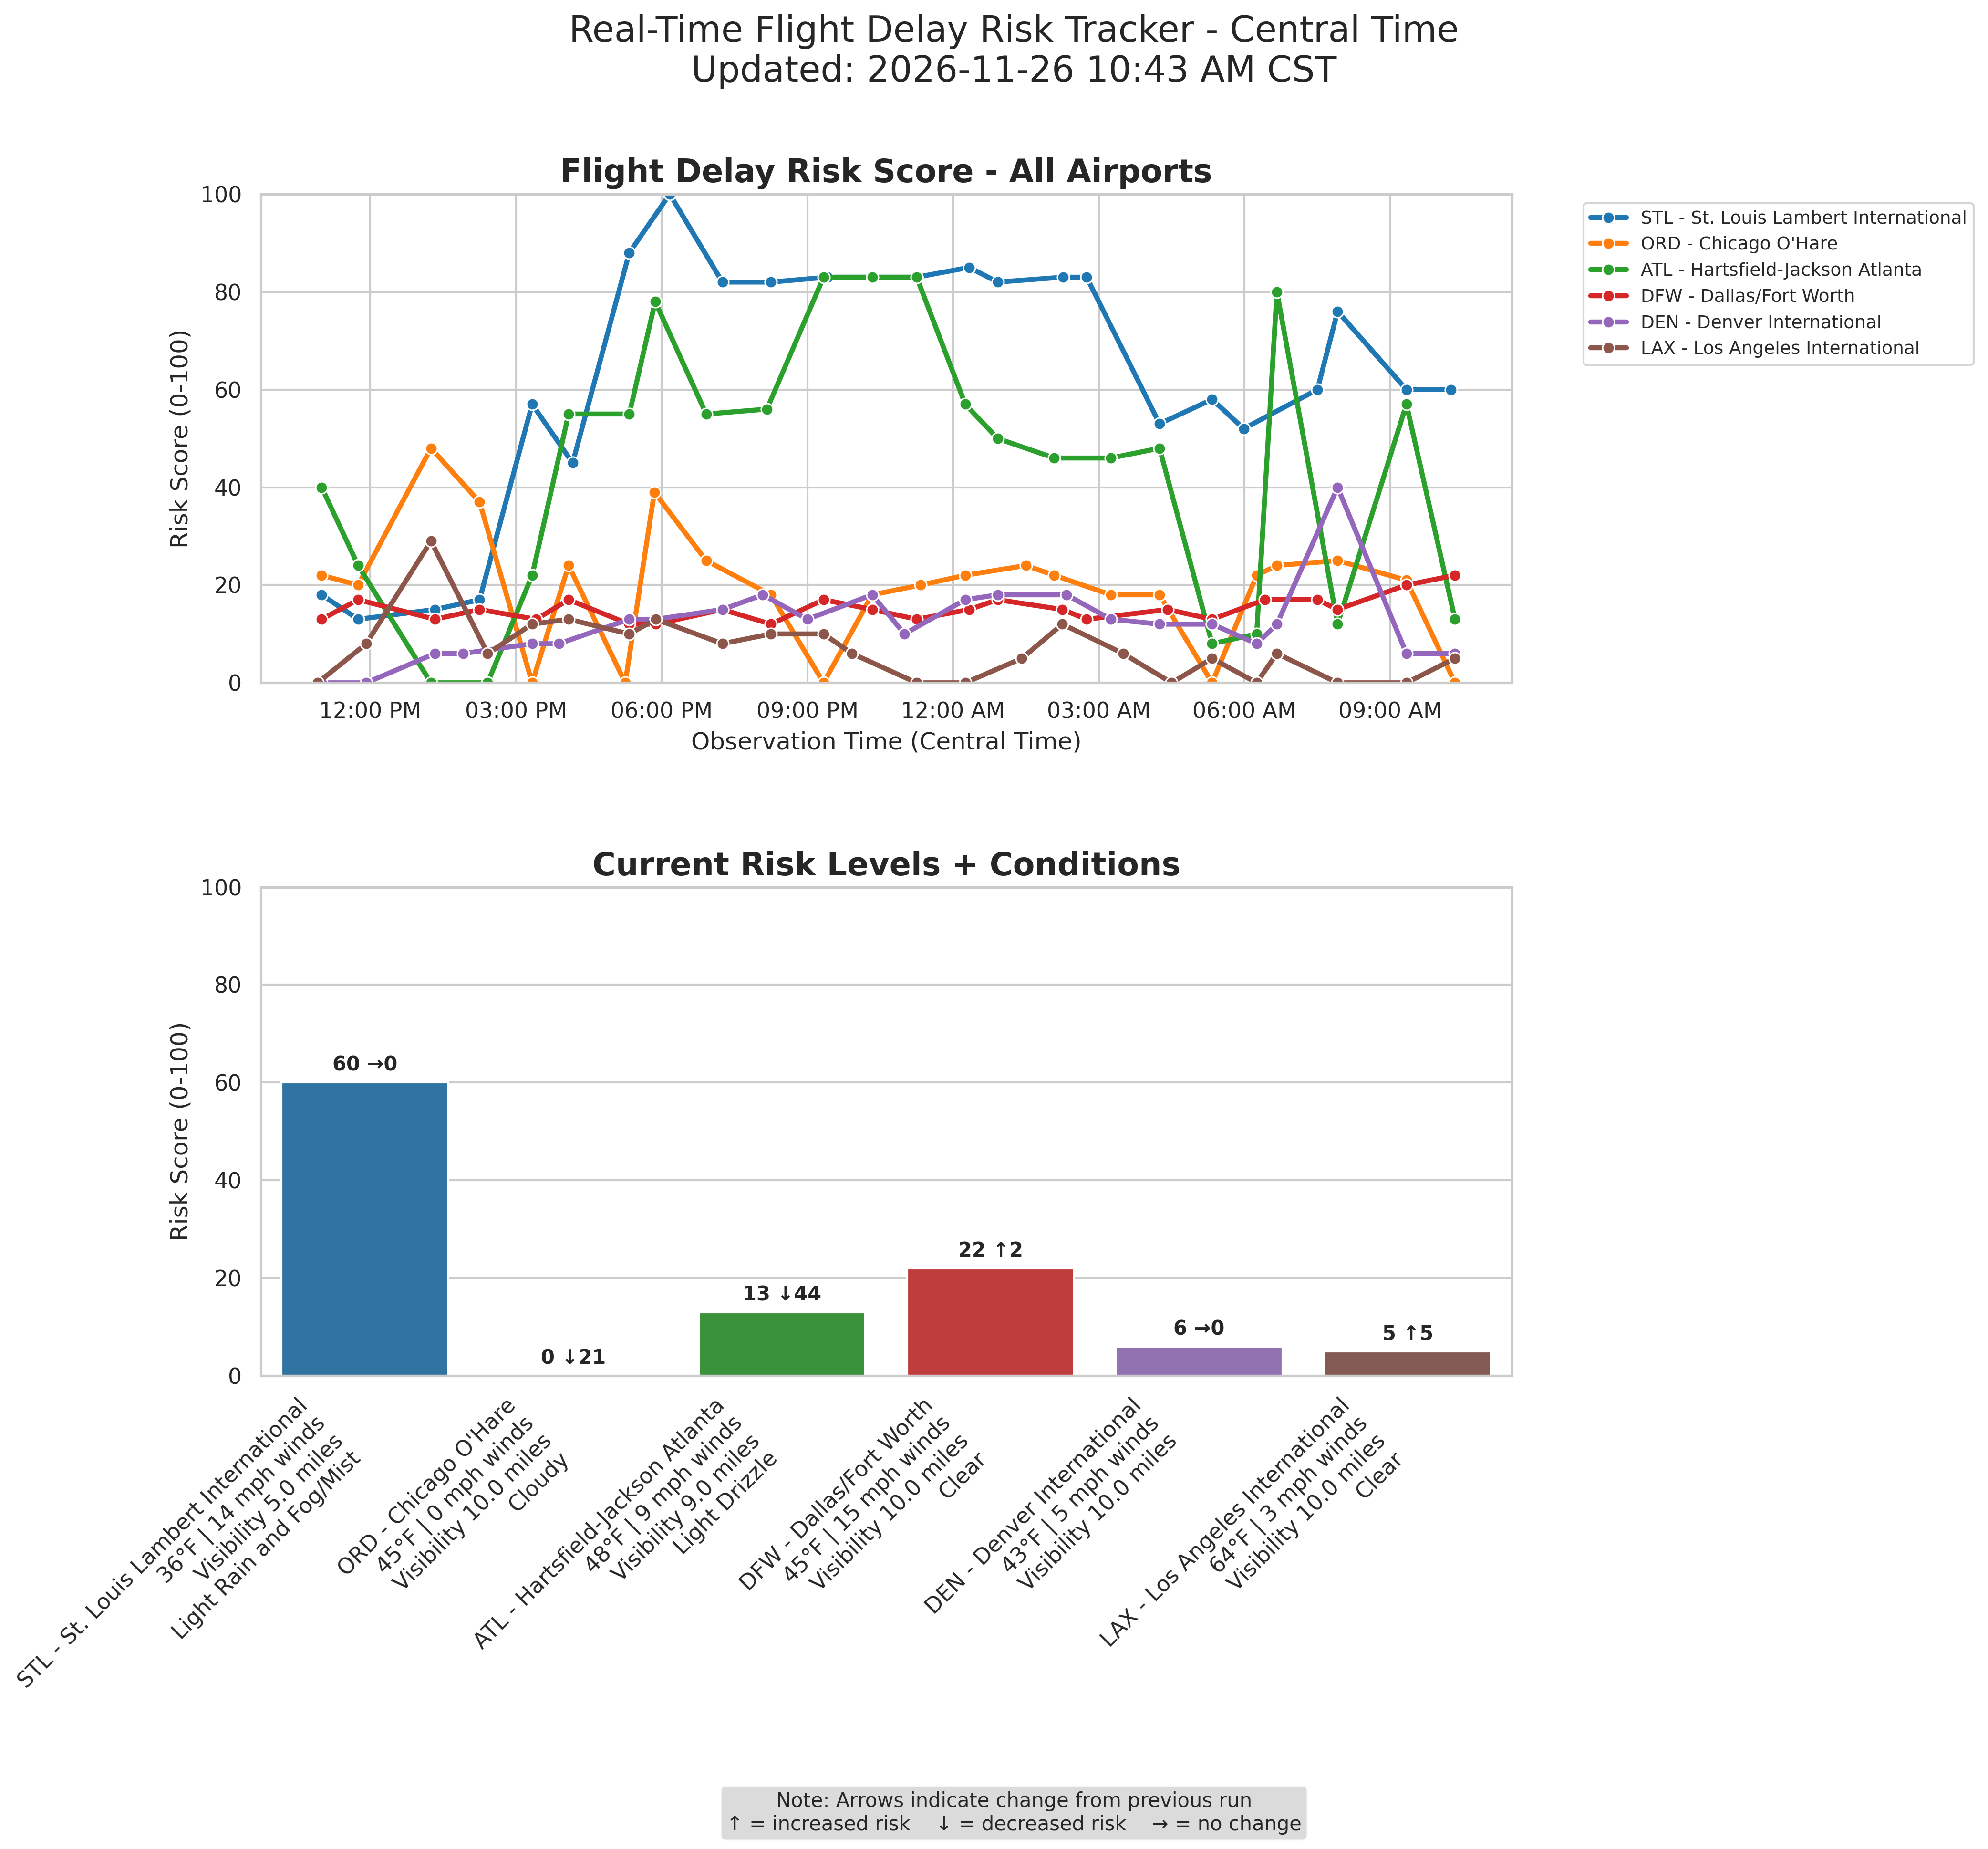 Real-Time Flight Delay Risk Tracker - Central Time
Updated: 2026-11-26 10:43 AM CST
Flight Delay Risk Score - All Airports
Risk Score (0-100)
100
80
60
40
20
0
12:00 PM
03:00 PM
06:00 PM
09:00 PM
12:00 AM
03:00 AM
06:00 AM
09:00 AM
Observation Time (Central Time)
STL - St. Louis Lambert International
ORD - Chicago O'Hare
ATL - Hartsfield-Jackson Atlanta
DFW - Dallas/Fort Worth
DEN - Denver International
LAX - Los Angeles International
Current Risk Levels + Conditions
Risk Score (0-100)
100
80
60
40
20
0
60 →0
0 ↓21
13 ↓44
22 ↑2
6 →0
5 ↑5
STL - St. Louis Lambert International
36°F | 14 mph winds
Visibility 5.0 miles
Light Rain and Fog/Mist
ORD - Chicago O'Hare
45°F | 0 mph winds
Visibility 10.0 miles
Cloudy
ATL - Hartsfield-Jackson Atlanta
48°F | 9 mph winds
Visibility 9.0 miles
Light Drizzle
DFW - Dallas/Fort Worth
45°F | 15 mph winds
Visibility 10.0 miles
Clear
DEN - Denver International
43°F | 5 mph winds
Visibility 10.0 miles
LAX - Los Angeles International
64°F | 3 mph winds
Visibility 10.0 miles
Clear
Note: Arrows indicate change from previous run
↑ = increased risk ↓ = decreased risk → = no change